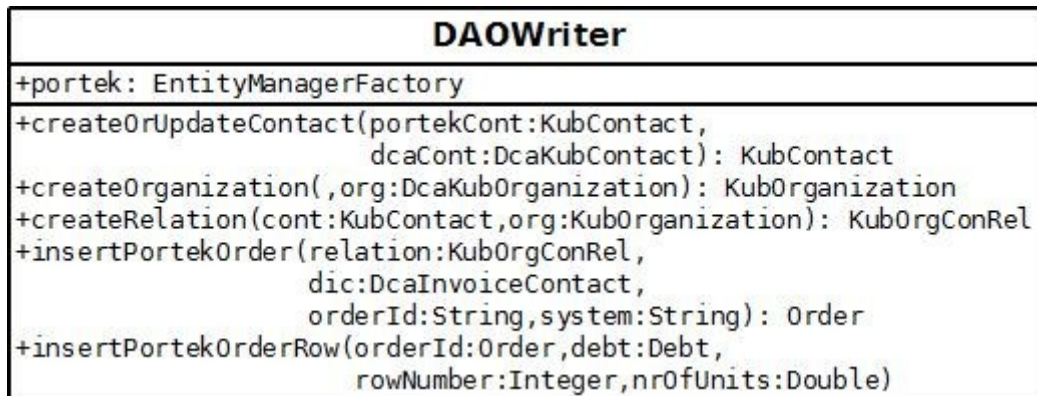 DAOWriter
+portek: EntityManagerFactory
+createOrUpdateContact(portekCont:KubContact,
dcaCont:DcaKubContact): KubContact
+createOrganization(,org:DcaKubOrganization): KubOrganization
+createRelation(cont:KubContact,org:KubOrganization): KubOrgConRel
+insertPortekOrder(relation:KubOrgConRel,
dic:DcaInvoiceContact,
orderId:String,system:String): Order
+insertPortekOrderRow(orderId:Order,debt:Debt,
rowNumber:Integer,nrOfUnits:Double)